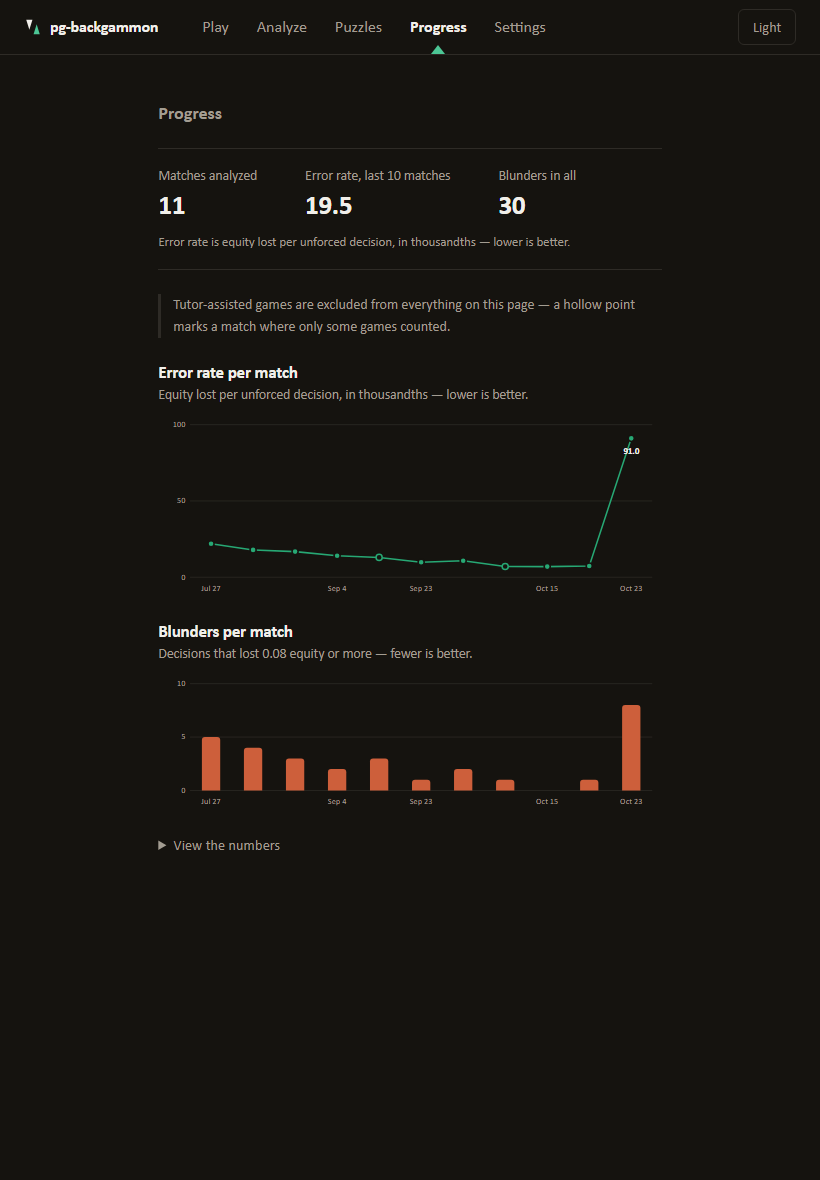 pg-backgammon Play Analyze Puzzles Progress Settings Light
Progress
Matches analyzed Error rate, last 10 matches Blunders in all
11 19.5 30
Error rate is equity lost per unforced decision, in thousandths — lower is better.
Tutor-assisted games are excluded from everything on this page — a hollow point
marks a match where only some games counted.
Error rate per match
Equity lost per unforced decision, in thousandths — lower is better.
100
91.0
50
0
Jul 27 Sep 4 Sep 23 Oct 15 Oct 23
Blunders per match
Decisions that lost 0.08 equity or more — fewer is better.
10
5
0
Jul 27 Sep 4 Sep 23 Oct 15 Oct 23
View the numbers